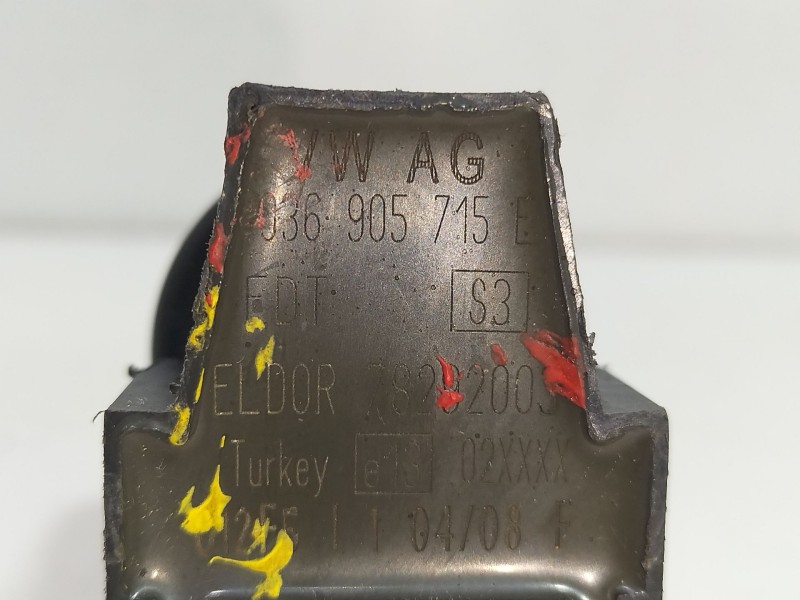 VW AG
036 905 715 E
EDT S3
ELDOR
Turkey 02XXXX
04/08 F